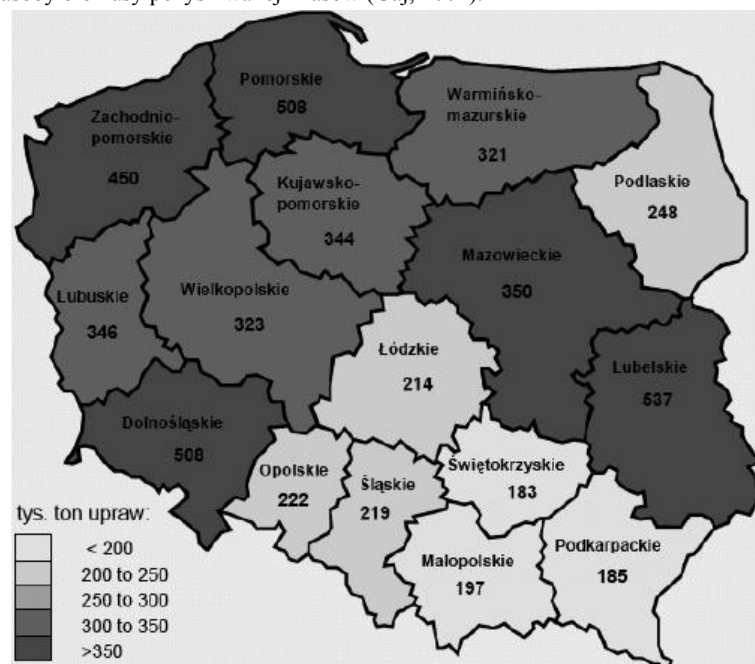 Pomorskie
508
Zachodnio-
pomorskie
450
Warmińsko-
mazurskie
321
Podlaskie
248
Kujawsko-
pomorskie
344
Mazowieckie
350
Lubuskie
346
Wielkopolskie
323
Łódzkie
214
Lubelskie
537
Dolnośląskie
508
Opolskie
222
Śląskie
219
Świętokrzyskie
183
Małopolskie
197
Podkarpackie
185
tys. ton upraw:
< 200
200 to 250
250 to 300
300 to 350
>350